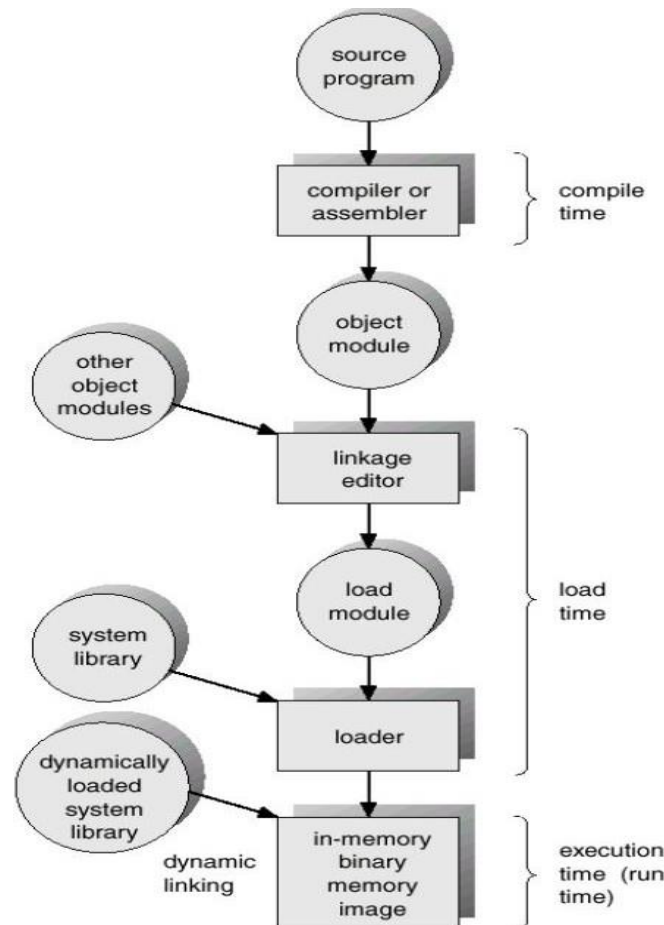 source
program
compiler or
assembler
compile
time
object
module
other
object
modules
linkage
editor
load
module
load
time
system
library
loader
dynamically
loaded
system
library
dynamic
linking
in-memory
binary
memory
image
execution
time (run
time)